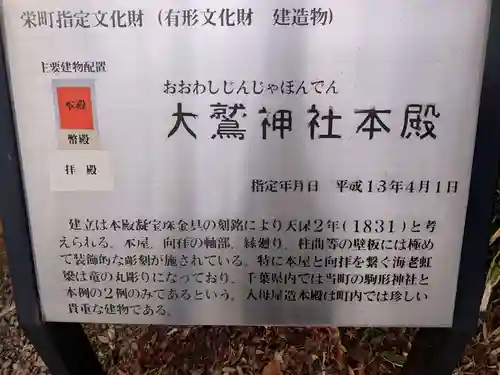 栄町指定文化財（有形文化財　建造物）
主要建物配置
本殿
幣殿
拝 殿
おおわしじんじゃほんでん
大鷲神社本殿
指定年月日　平成13年4月1日
建立は本殿擬宝珠金具の刻銘により天保2年（1831）と考
えられる。本屋、向拝の軸部、縁廻り、柱間等の壁板には極め
て装飾的な彫刻が施されている。特に本屋と向拝を繋ぐ海老虹
梁は竜の丸彫りになっており、千葉県内では当町の駒形神社と
本例の2例のみであるという。入母屋造本殿は町内では珍しい
貴重な建物である。